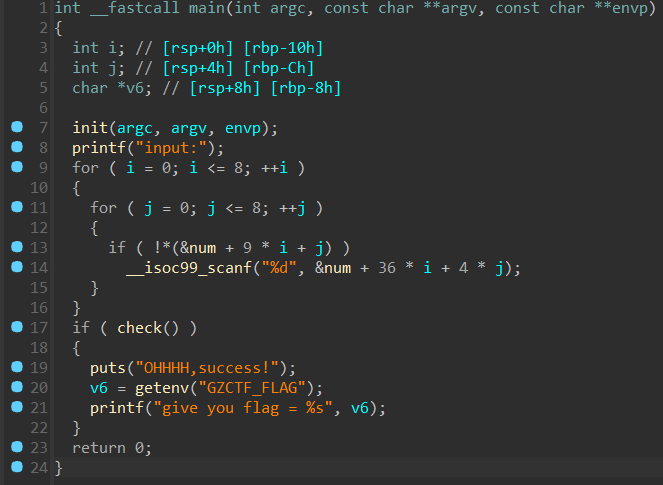 1 int __fastcall main(int argc, const char **argv, const char **envp)
2 {
3   int i; // [rsp+0h] [rbp-10h]
4   int j; // [rsp+4h] [rbp-Ch]
5   char *v6; // [rsp+8h] [rbp-8h]
6
7   init(argc, argv, envp);
8   printf("input:");
9   for ( i = 0; i <= 8; ++i )
10   {
11     for ( j = 0; j <= 8; ++j )
12     {
13       if ( !*(&num + 9 * i + j) )
14         __isoc99_scanf("%d", &num + 36 * i + 4 * j);
15     }
16   }
17   if ( check() )
18   {
19     puts("OHHHH,success!");
20     v6 = getenv("GZCTF_FLAG");
21     printf("give you flag = %s", v6);
22   }
23   return 0;
24 }